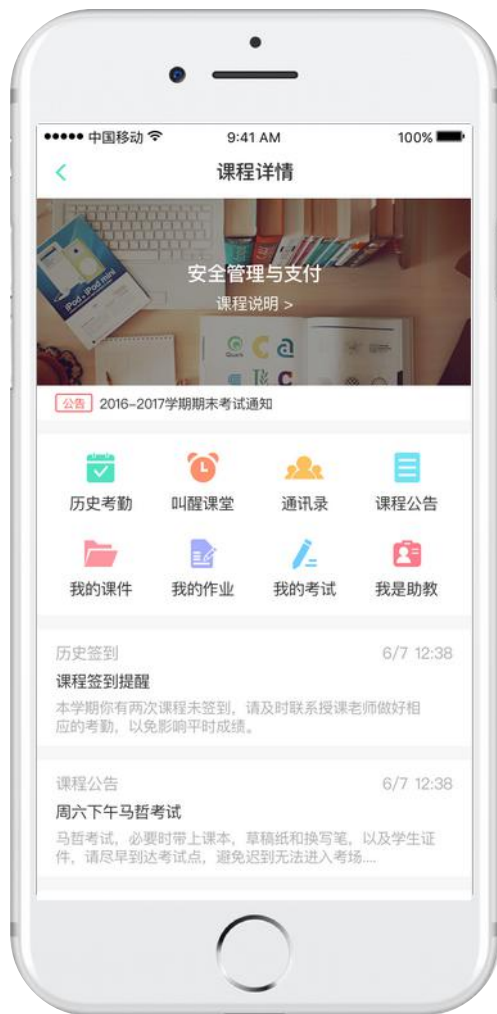 ●●●●● 中国移动 9:41 AM 100%
< 课程详情
iPod · iPad mini
安全管理与支付
课程说明 >
Quark
公告 2016-2017学期期末考试通知
历史考勤 叫醒课堂 通讯录 课程公告
我的课件 我的作业 我的考试 我是助教
历史签到 6/7 12:38
课程签到提醒
本学期你有两次课程未签到，请及时联系授课老师做好相
应的考勤，以免影响平时成绩。
课程公告 6/7 12:38
周六下午马哲考试
马哲考试，必要时带上课本，草稿纸和换写笔，以及学生证
件，请尽早到达考试点，避免迟到无法进入考场....